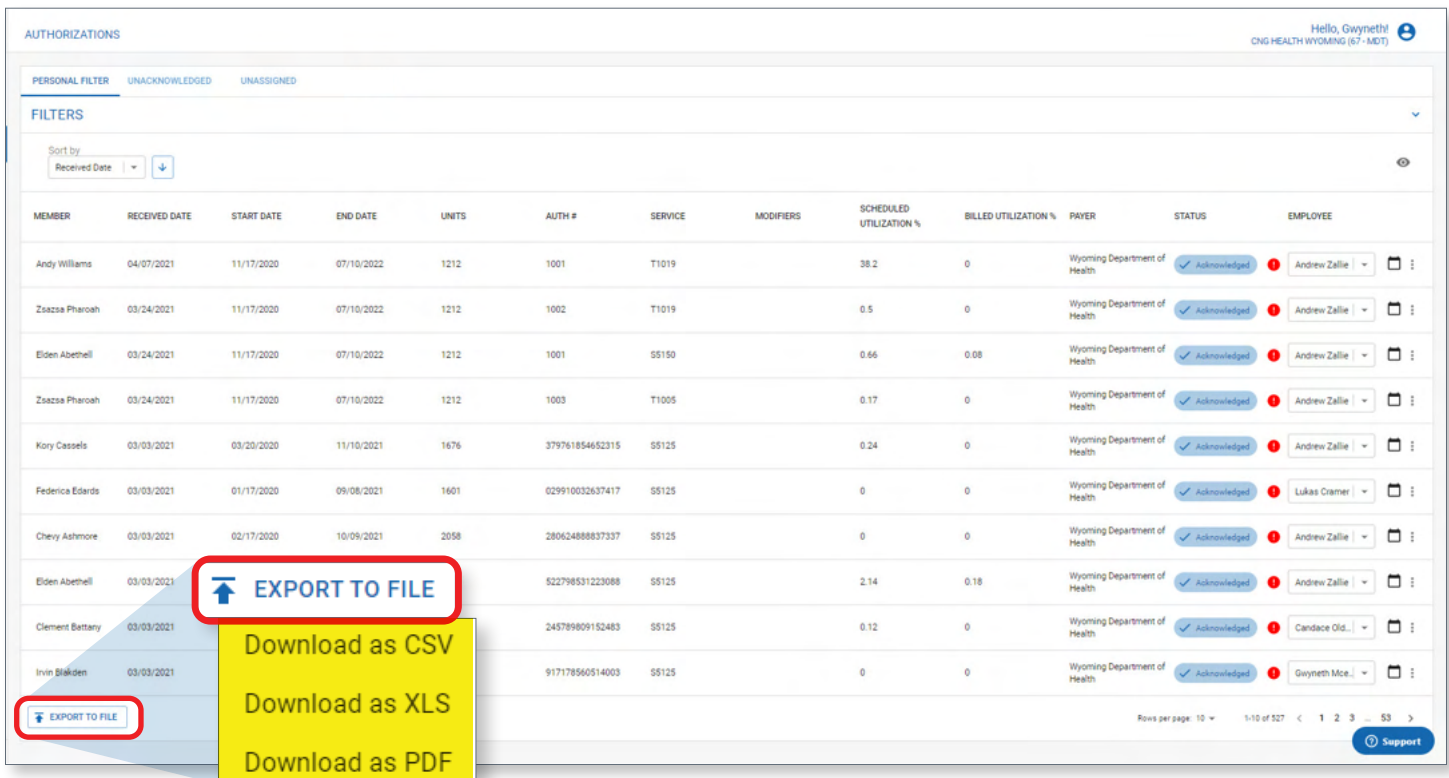 AUTHORIZATIONS
Hello, Gwyneth!
CNG HEALTH WYOMING (67 - MDT)
PERSONAL FILTER UNACKNOWLEDGED UNASSIGNED
FILTERS
Sort by
Received Date
MEMBER RECEIVED DATE START DATE END DATE UNITS AUTH # SERVICE MODIFIERS SCHEDULED UTILIZATION % BILLED UTILIZATION % PAYER STATUS EMPLOYEE
Andy Williams 04/07/2021 11/17/2020 07/10/2022 1212 1001 T1019 38.2 0 Wyoming Department of Health Acknowledged Andrew Zallie
Zsazsa Pharoah 03/24/2021 11/17/2020 07/10/2022 1212 1002 T1019 0.5 0 Wyoming Department of Health Acknowledged Andrew Zallie
Elden Abethell 03/24/2021 11/17/2020 07/10/2022 1212 1001 S5150 0.66 0.08 Wyoming Department of Health Acknowledged Andrew Zallie
Zsazsa Pharoah 03/24/2021 11/17/2020 07/10/2022 1212 1003 T1005 0.17 0 Wyoming Department of Health Acknowledged Andrew Zallie
Kory Cassels 03/03/2021 03/20/2020 11/10/2021 1676 379761854652315 S5125 0.24 0 Wyoming Department of Health Acknowledged Andrew Zallie
Federica Edards 03/03/2021 01/17/2020 09/08/2021 1601 029910032637417 S5125 0 0 Wyoming Department of Health Acknowledged Lukas Cramer
Chevy Ashmore 03/03/2021 02/17/2020 10/09/2021 2058 280624888837337 S5125 0 0 Wyoming Department of Health Acknowledged Andrew Zallie
Elden Abethell 03/03/2021 522798531223088 S5125 2.14 0.18 Wyoming Department of Health Acknowledged Andrew Zallie
Clement Battany 03/03/2021 245789809152483 S5125 0.12 0 Wyoming Department of Health Acknowledged Candace Old...
Irvin Blakden 03/03/2021 917178560514003 S5125 0 0 Wyoming Department of Health Acknowledged Gwyneth Mce...
EXPORT TO FILE
Download as CSV
Download as XLS
Download as PDF
EXPORT TO FILE
Rows per page: 10 1-10 of 527 < 1 2 3 ... 53 >
Support